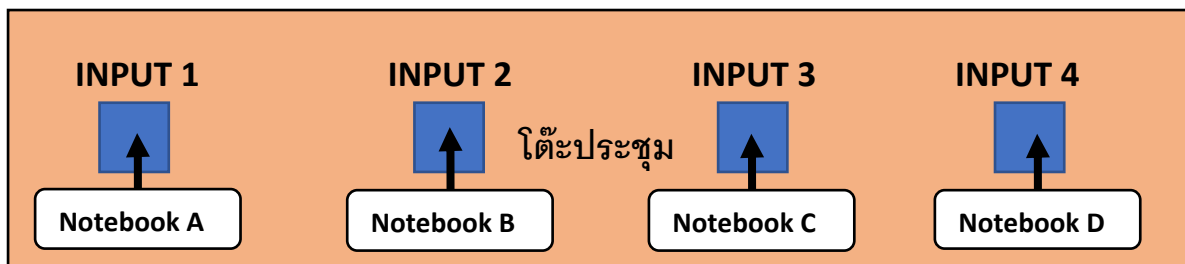 INPUT 1 INPUT 2 INPUT 3 INPUT 4
โต๊ะประชุม
Notebook A Notebook B Notebook C Notebook D